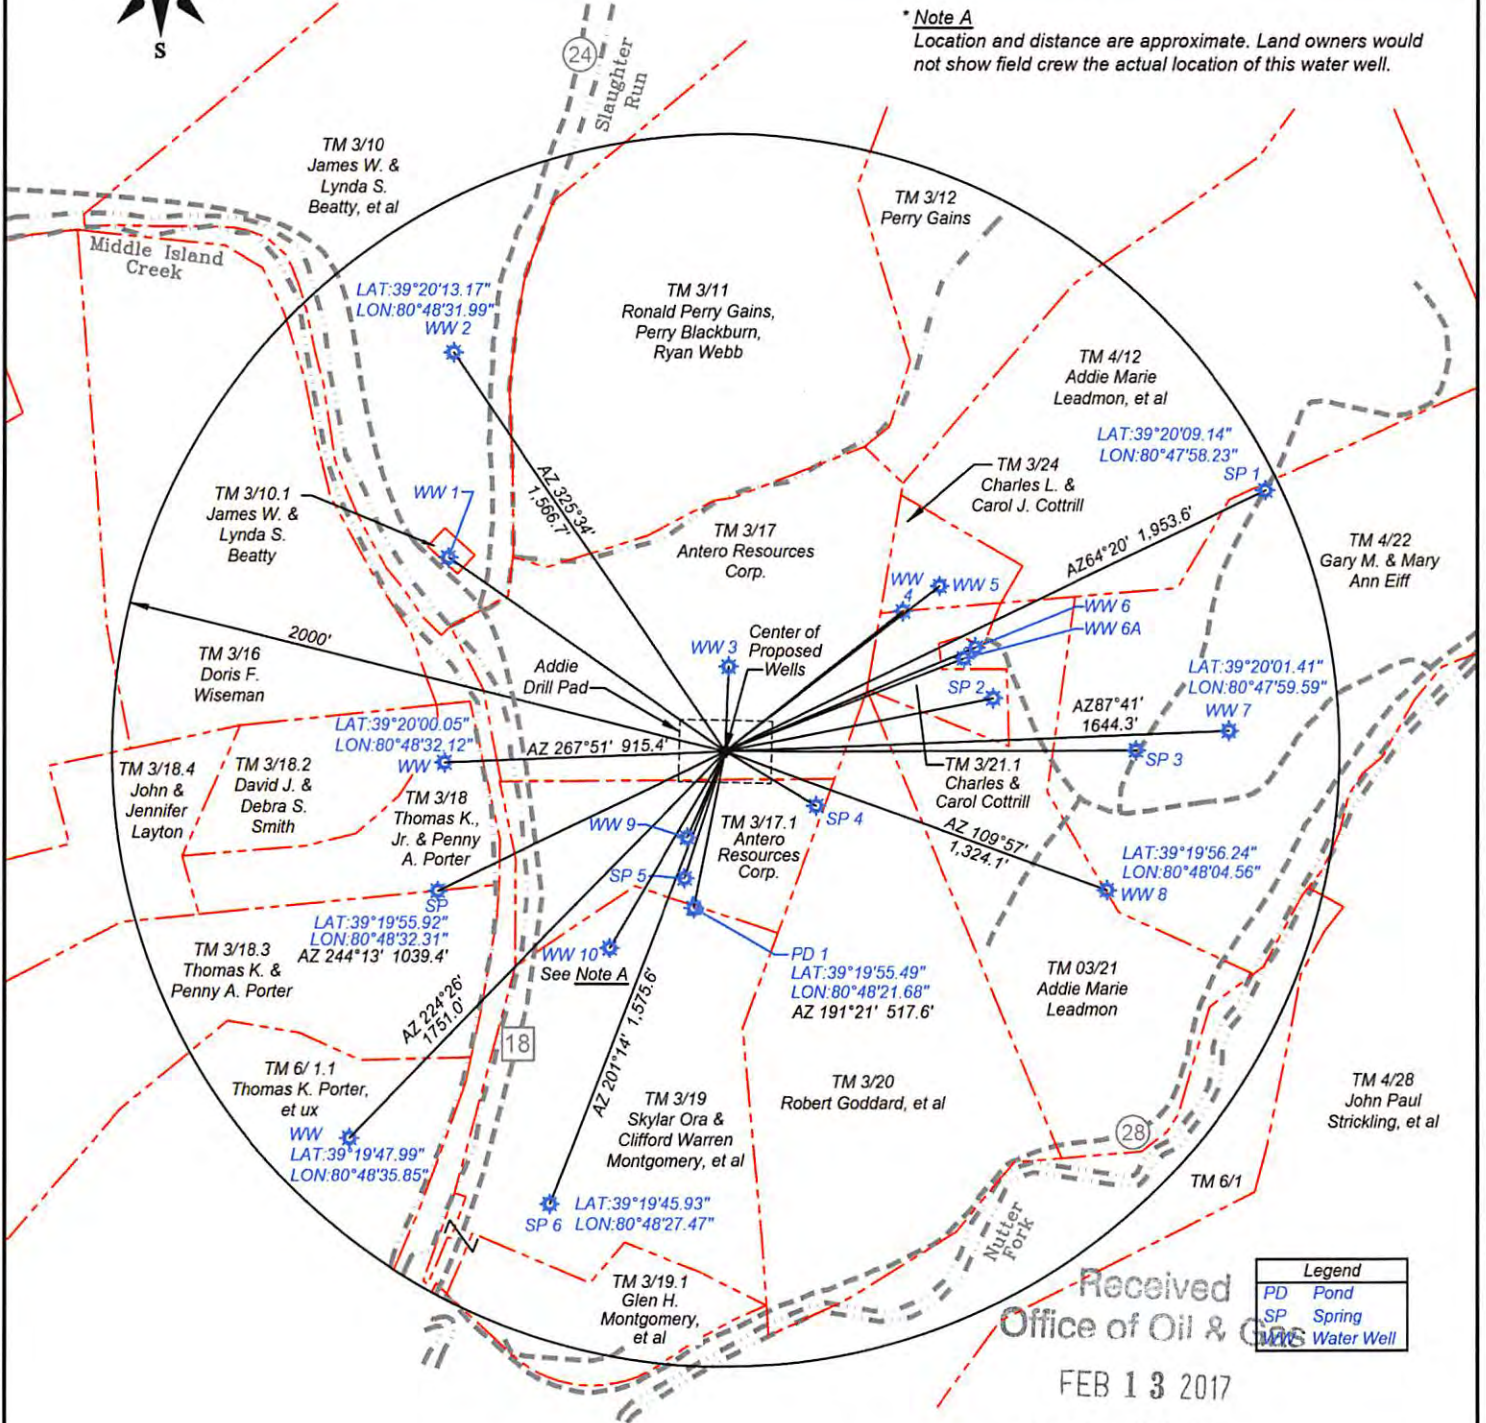 S
* Note A
Location and distance are approximate. Land owners would
not show field crew the actual location of this water well.
24
Slaughter
Run
TM 3/10
James W. &
Lynda S.
Beatty, et al
TM 3/12
Perry Gains
Middle Island
Creek
LAT:39°20'13.17"
LON:80°48'31.99"
WW 2
TM 3/11
Ronald Perry Gains,
Perry Blackburn,
Ryan Webb
TM 4/12
Addie Marie
Leadmon, et al
LAT:39°20'09.14"
LON:80°47'58.23"
SP 1
AZ 325°34'
1,566.7'
TM 3/24
Charles L. &
Carol J. Cottrill
TM 3/10.1
James W. &
Lynda S.
Beatty
WW 1
TM 3/17
Antero Resources
Corp.
AZ64°20' 1,953.6'
TM 4/22
Gary M. & Mary
Ann Eiff
WW
4
WW 5
WW 6
WW 6A
2000'
WW 3
Center of
Proposed
Wells
TM 3/16
Doris F.
Wiseman
Addie
Drill Pad
SP 2
LAT:39°20'01.41"
LON:80°47'59.59"
WW 7
AZ87°41'
1644.3'
LAT:39°20'00.05"
LON:80°48'32.12"
WW
AZ 267°51' 915.4'
SP 3
TM 3/18.4
John &
Jennifer
Layton
TM 3/18.2
David J. &
Debra S.
Smith
TM 3/18
Thomas K.,
Jr. & Penny
A. Porter
TM 3/21.1
Charles &
Carol Cottrill
WW 9
TM 3/17.1
Antero
Resources
Corp.
SP 4
AZ 109°57'
1,324.1'
LAT:39°19'56.24"
LON:80°48'04.56"
WW 8
SP 5
SP
LAT:39°19'55.92"
LON:80°48'32.31"
AZ 244°13' 1039.4'
TM 3/18.3
Thomas K. &
Penny A. Porter
WW 10
See Note A
PD 1
LAT:39°19'55.49"
LON:80°48'21.68"
AZ 191°21' 517.6'
TM 03/21
Addie Marie
Leadmon
AZ 224°26'
1751.0'
AZ 201°14' 1,575.6'
18
TM 6/ 1.1
Thomas K. Porter,
et ux
WW
LAT:39°19'47.99"
LON:80°48'35.85"
TM 3/19
Skylar Ora &
Clifford Warren
Montgomery, et al
TM 3/20
Robert Goddard, et al
TM 4/28
John Paul
Strickling, et al
28
TM 6/1
SP 6
LAT:39°19'45.93"
LON:80°48'27.47"
Nutter
Fork
TM 3/19.1
Glen H.
Montgomery,
et al
Received
Office of Oil & Gas
FEB 13 2017
Legend
PD Pond
SP Spring
WW Water Well